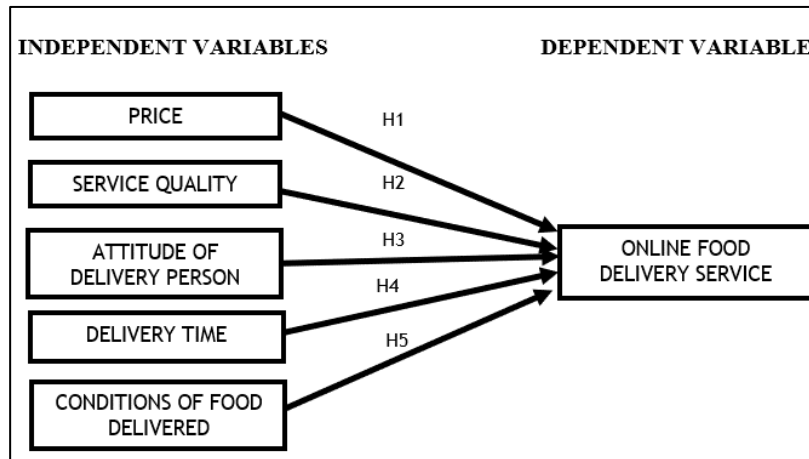 INDEPENDENT VARIABLES
DEPENDENT VARIABLE
PRICE
H1
SERVICE QUALITY
H2
ATTITUDE OF
DELIVERY PERSON
H3
ONLINE FOOD
DELIVERY SERVICE
H4
DELIVERY TIME
H5
CONDITIONS OF FOOD
DELIVERED